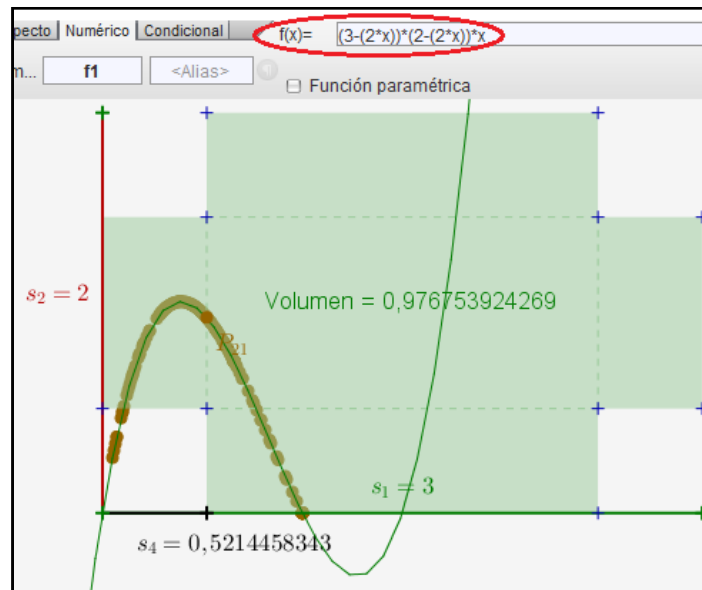 pecto Numérico Condicional f(x)= (3-(2*x))*(2-(2*x))*x
m... f1 <Alias>
Función paramétrica
s₂ = 2
Volumen = 0,976753924269
P₂₁
s₁ = 3
s₄ = 0,5214458343